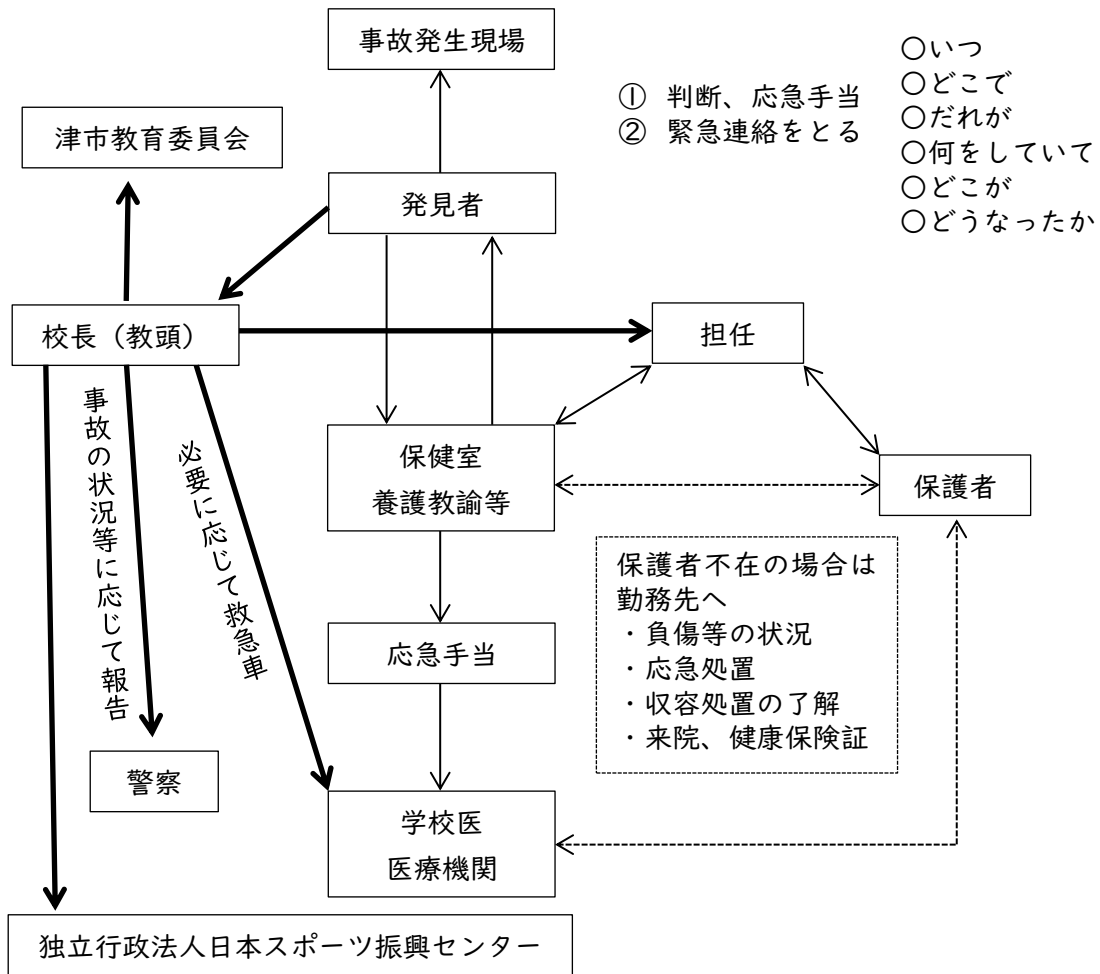 事故発生現場
① 判断、応急手当
② 緊急連絡をとる
○いつ
○どこで
○だれが
○何をしていて
○どこが
○どうなったか
津市教育委員会
発見者
校長(教頭)
担任
事故の状況等に応じて報告
必要に応じて救急車
保健室
養護教諭等
保護者
保護者不在の場合は
勤務先へ
・負傷等の状況
・応急処置
・収容処置の了解
・来院、健康保険証
応急手当
警察
学校医
医療機関
独立行政法人日本スポーツ振興センター